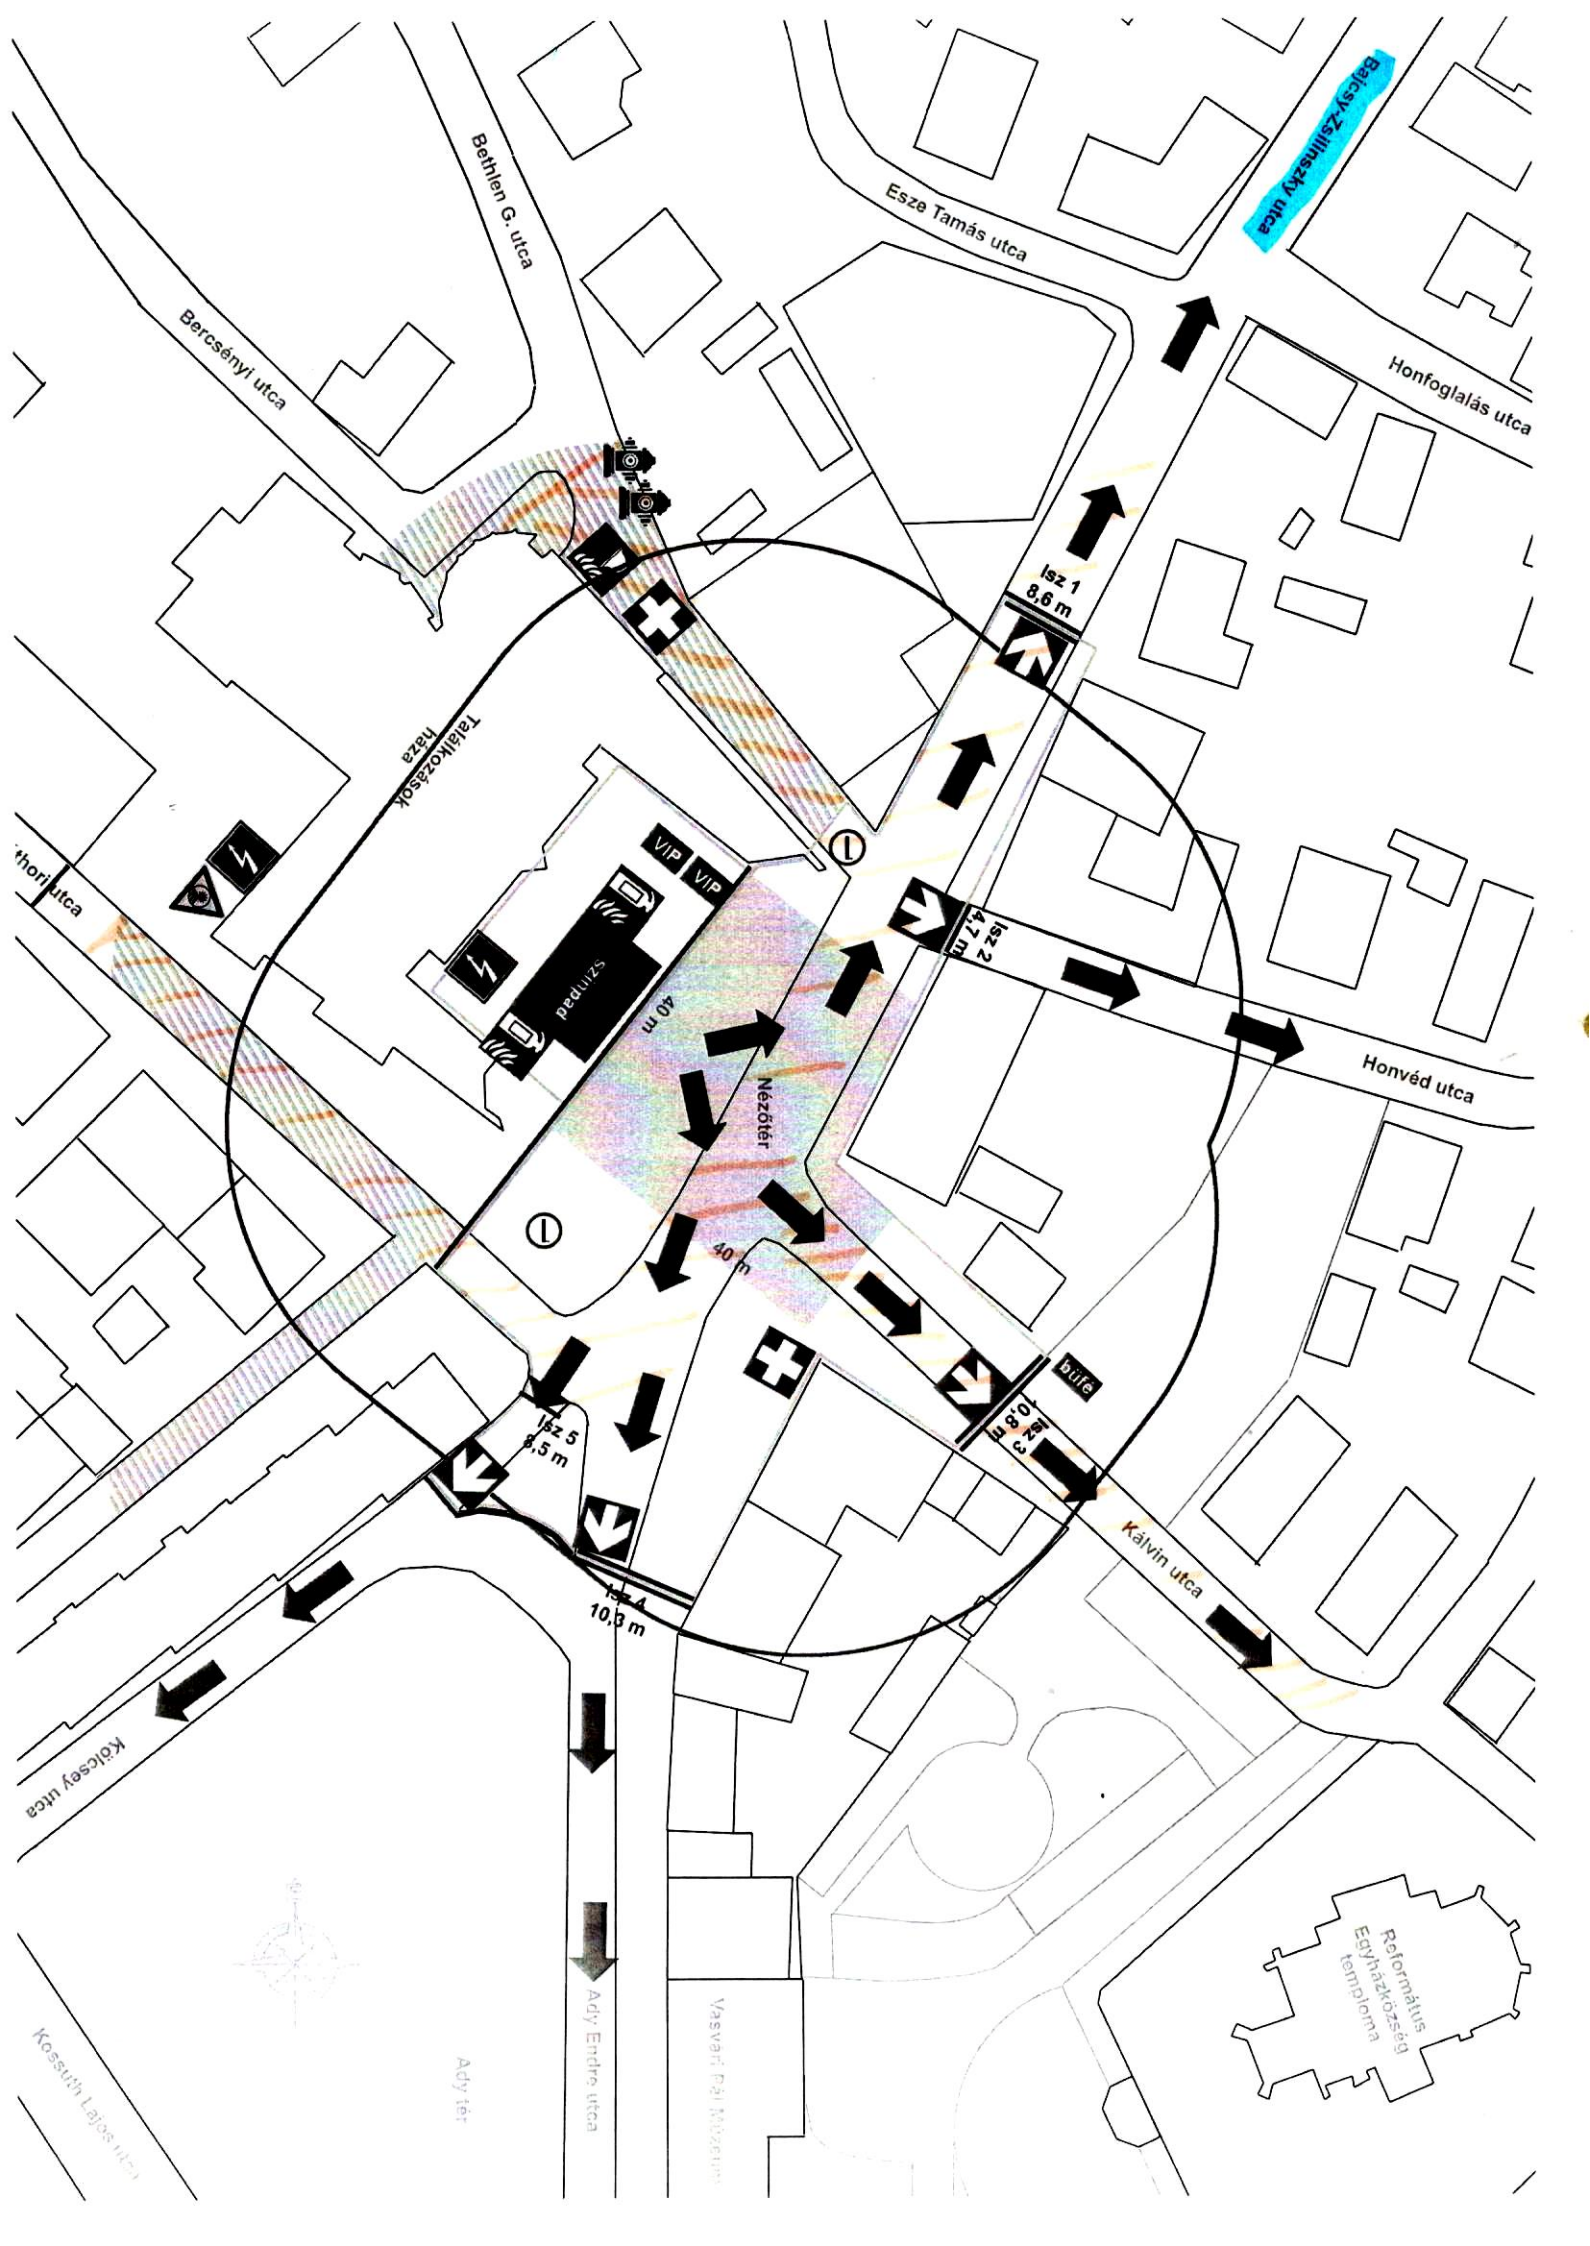 Bajcsy-Zsilinszky utca
Bethlen G. utca
Esze Tamás utca
Bercsényi utca
Honfoglalás utca
Isz 1
8,6 m
Találkozások
háza
VIP
VIP
thori utca
Isz 2
4,7 m
színpad
40 m
Nézőtér
Honvéd utca
40 m
büfé
Isz 3
10,8 m
Isz 5
8,5 m
Kálvin utca
Isz 4
10,3 m
Kölcsey utca
Református
Egyházközség
temploma
Ady Endre utca
Vasvári Pál Múzeum
Ady tér
Kossuth Lajos utca